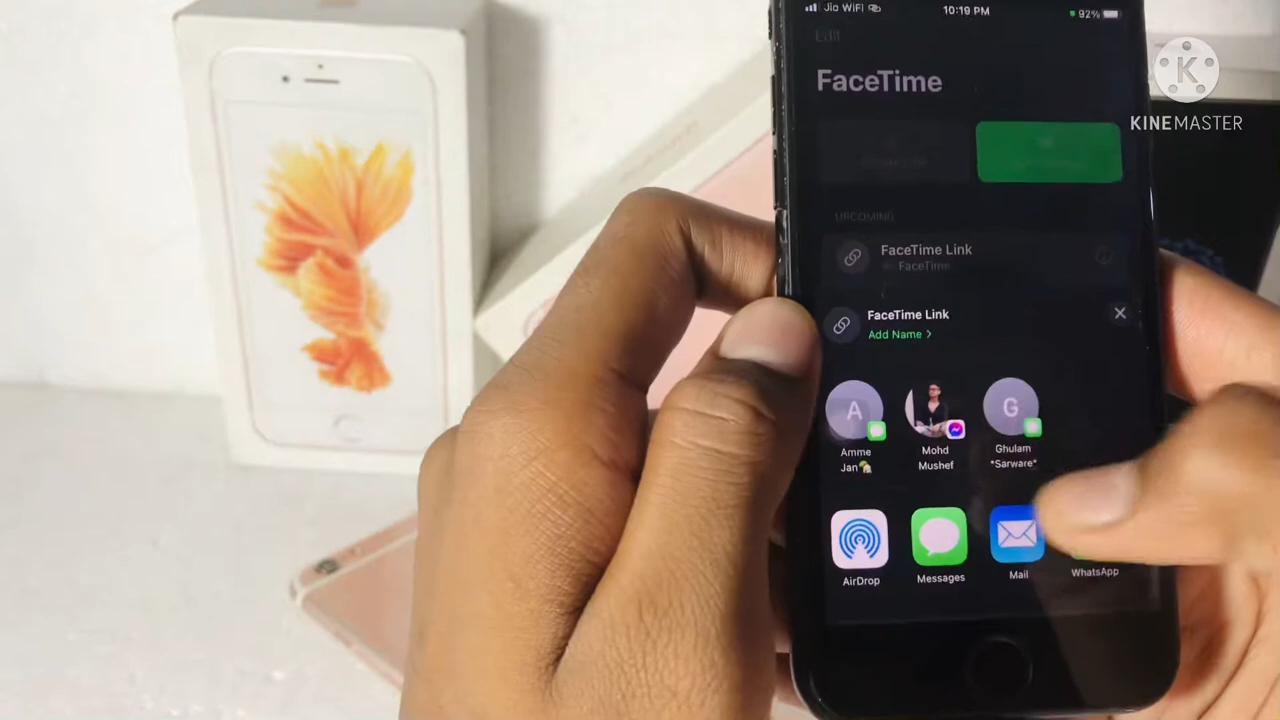 Jio WiFi
10:19 PM
92%
Edit
FaceTime
UPCOMING
FaceTime Link
FaceTime
FaceTime Link
Add Name >
A
G
Amme
Jan
Mohd
Mushef
Ghulam
*Sarware*
AirDrop
Messages
Mail
WhatsApp
K
KINEMASTER